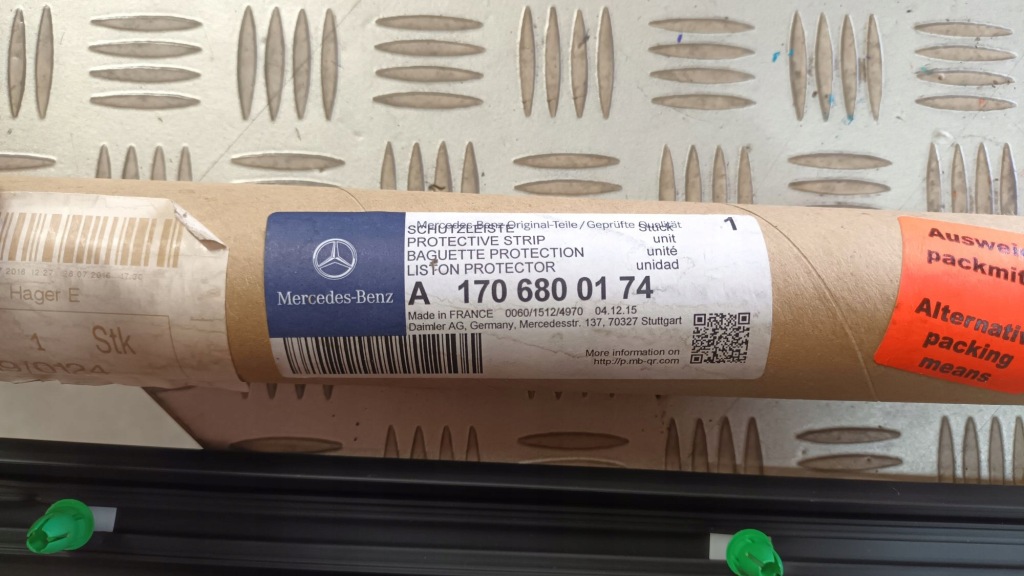 Mercedes Benz Original-Teile / Geprüfte Qualität
SCHUTZLEISTE Stück 1
PROTECTIVE STRIP unit
BAGUETTE PROTECTION unité
LISTON PROTECTOR unidad
Mercedes-Benz
A 170 680 01 74
Made in FRANCE 0060/1512/4970 04.12.15
Daimler AG, Germany, Mercedesstr. 137, 70327 Stuttgart
More information on
http://p.mb-qr.com
Hager E
1 Stk
Auswei
packmit
Alternativ
packing
means